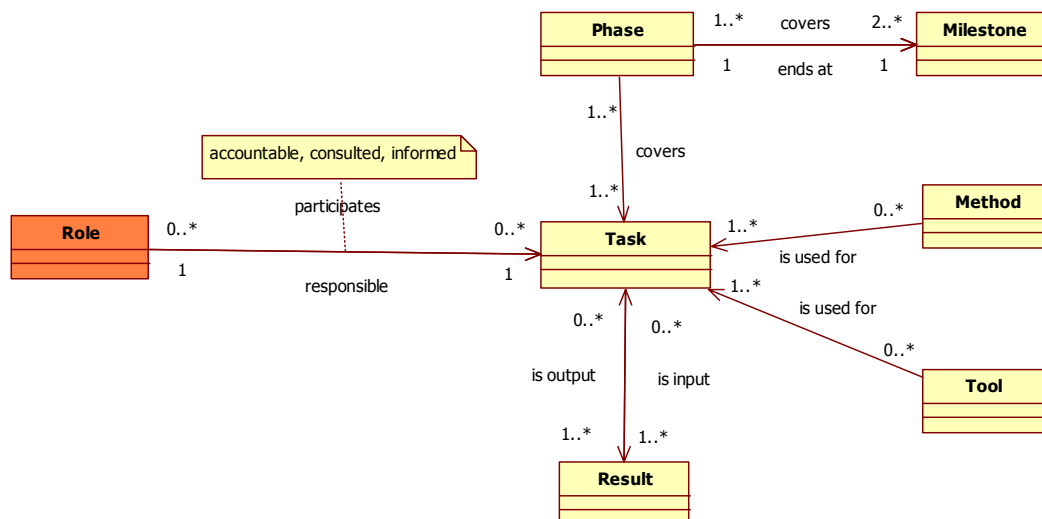 Phase
1..*
covers
2..*
Milestone
1
ends at
1
1..*
accountable, consulted, informed
covers
participates
1..*
Role
0..*
0..*
Task
1..*
0..*
Method
1
responsible
1
is used for
1..*
is used for
0..*
0..*
0..*
is output
is input
Tool
1..*
1..*
Result